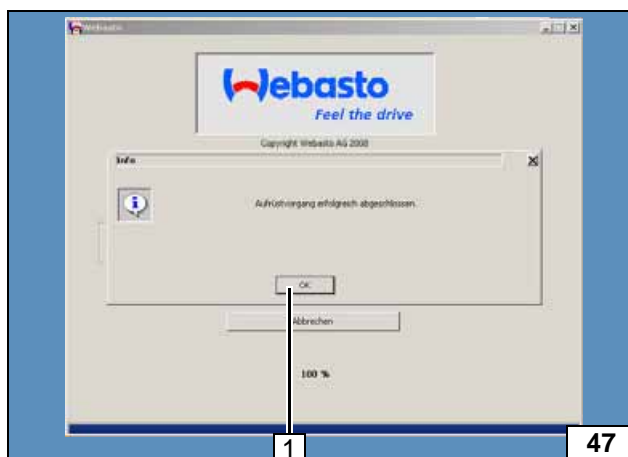 Webasto
Webasto
Feel the drive
Copyright Webasto AG 2008
Info
Aufrüstvorgang erfolgreich abgeschlossen.
OK
Abbrechen
100 %
1
47